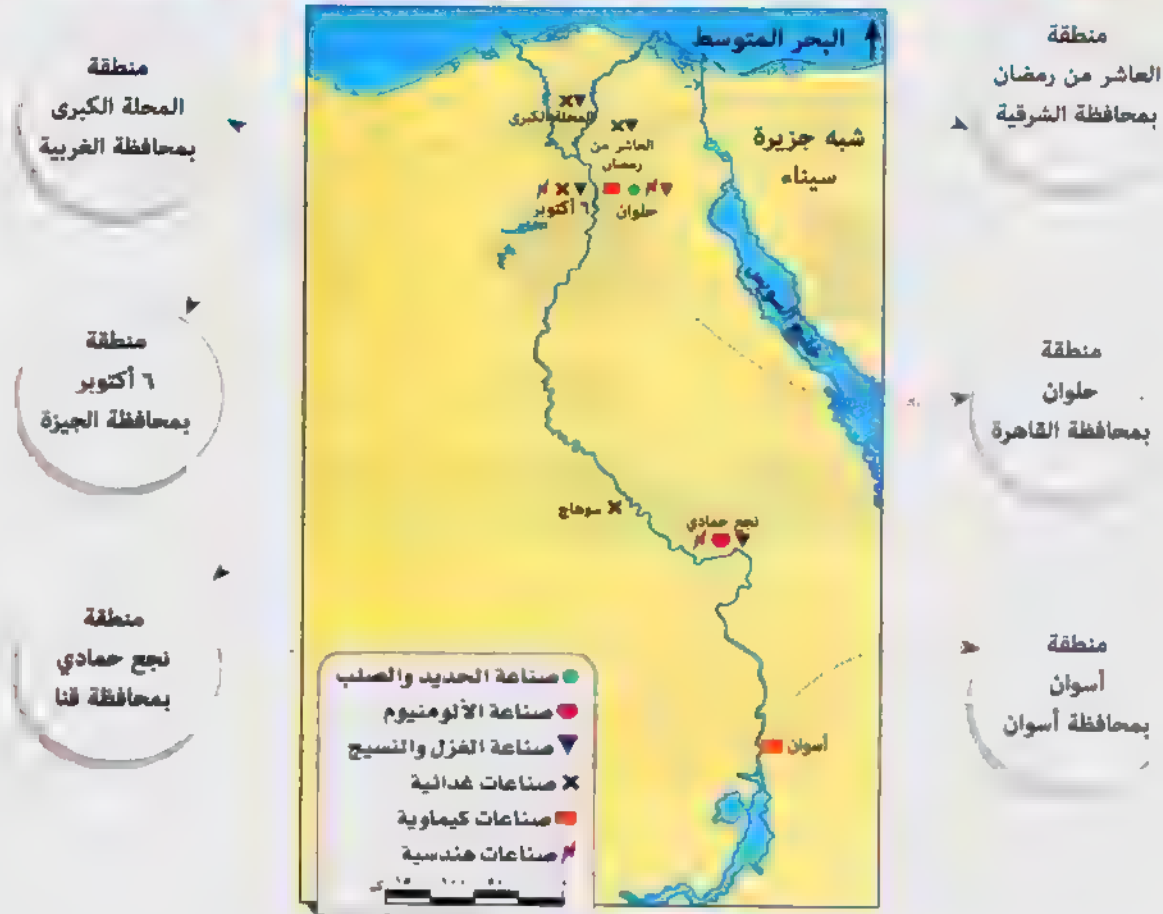 منطقة
العاشر من رمضان
بمحافظة الشرقية
منطقة
حلوان
بمحافظة القاهرة
منطقة
أسوان
بمحافظة أسوان
البحر المتوسط
شبه جزيرة
سيناء
المحلة الكبرى
العاشر من
رمضان
حلوان
٦ أكتوبر
سوهاج
نجع حمادي
أسوان
صناعة الحديد والصلب
صناعة الألومنيوم
صناعة الغزل والنسيج
صناعات غذائية
صناعات كيماوية
صناعات هندسية
منطقة
المحلة الكبرى
بمحافظة الغربية
منطقة
٦ أكتوبر
بمحافظة الجيزة
منطقة
نجع حمادي
بمحافظة قنا